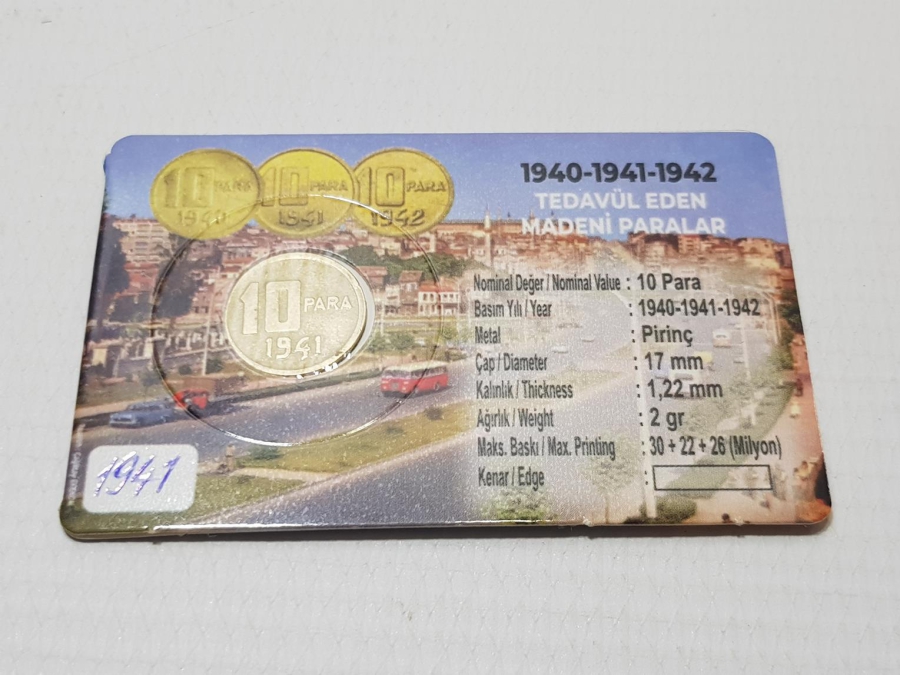 10 PARA
1940
10 PARA
1941
10 PARA
1942
1940-1941-1942
TEDAVÜL EDEN
MADENİ PARALAR
10 PARA
1941
Nominal Değer / Nominal Value : 10 Para
Basım Yılı / Year : 1940-1941-1942
Metal : Pirinç
Çap / Diameter : 17 mm
Kalınlık / Thickness : 1,22 mm
Ağırlık / Weight : 2 gr
Maks. Baskı / Max. Printing : 30 + 22 + 26 (Milyon)
Kenar / Edge :
1941